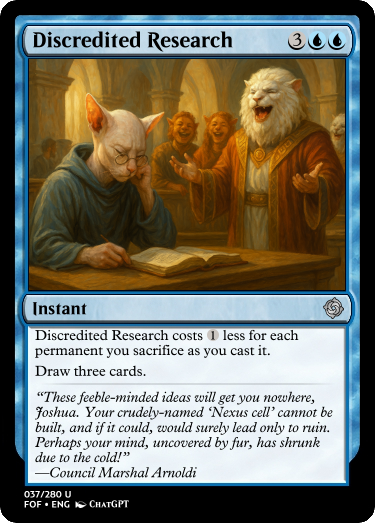 Discredited Research 3
Instant
Discredited Research costs 1 less for each
permanent you sacrifice as you cast it.
Draw three cards.
“These feeble-minded ideas will get you nowhere,
Joshua. Your crudely-named ‘Nexus cell’ cannot be
built, and if it could, would surely lead only to ruin.
Perhaps your mind, uncovered by fur, has shrunk
due to the cold!”
—Council Marshal Arnoldi
037/280 U
FOF • ENG ChatGPT